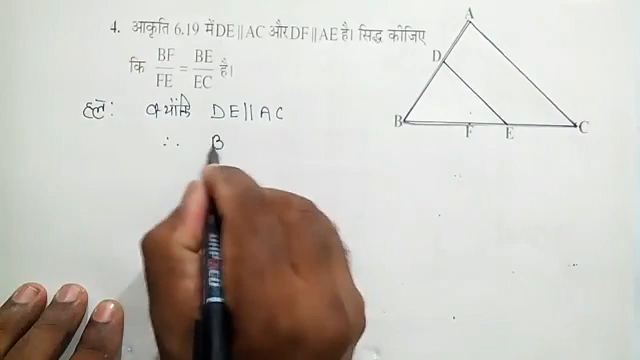 4. आकृति 6.19 में DE || AC और DF || AE है। सिद्ध कीजिए
कि BF/FE = BE/EC है।
हल: क्योंकि DE || AC
∴ B
A
D
B F E C